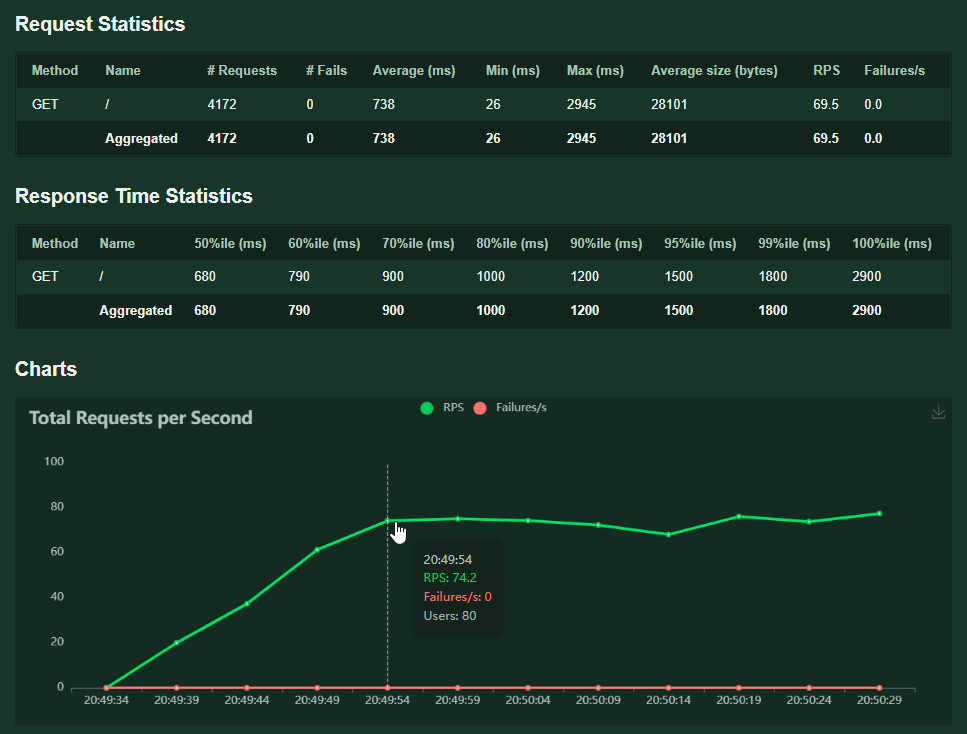 Request Statistics
Method Name # Requests # Fails Average (ms) Min (ms) Max (ms) Average size (bytes) RPS Failures/s
GET / 4172 0 738 26 2945 28101 69.5 0.0
Aggregated 4172 0 738 26 2945 28101 69.5 0.0
Response Time Statistics
Method Name 50%ile (ms) 60%ile (ms) 70%ile (ms) 80%ile (ms) 90%ile (ms) 95%ile (ms) 99%ile (ms) 100%ile (ms)
GET / 680 790 900 1000 1200 1500 1800 2900
Aggregated 680 790 900 1000 1200 1500 1800 2900
Charts
Total Requests per Second
RPS Failures/s
100
80
60
40
20
0
20:49:54
RPS: 74.2
Failures/s: 0
Users: 80
20:49:34 20:49:39 20:49:44 20:49:49 20:49:54 20:49:59 20:50:04 20:50:09 20:50:14 20:50:19 20:50:24 20:50:29